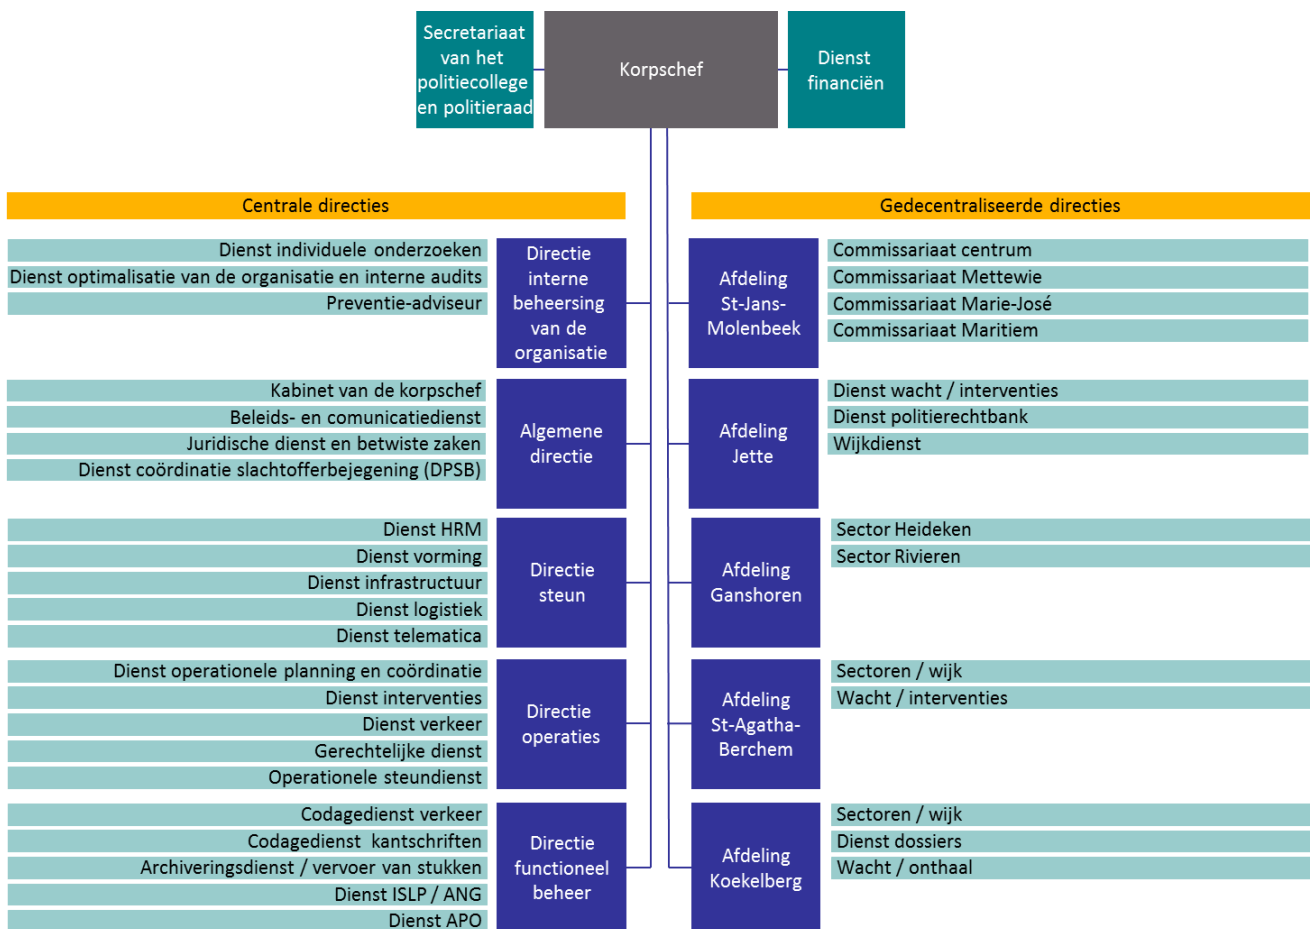 Secretariaat
van het
politiecollege
en politieraad
Korpschef
Dienst
financiën
Centrale directies
Dienst individuele onderzoeken
Dienst optimalisatie van de organisatie en interne audits
Preventie-adviseur
Directie
interne
beheersing
van de
organisatie
Kabinet van de korpschef
Beleids- en comunicatiedienst
Juridische dienst en betwiste zaken
Dienst coördinatie slachtofferbejegening (DPSB)
Algemene
directie
Dienst HRM
Dienst vorming
Dienst infrastructuur
Dienst logistiek
Dienst telematica
Directie
steun
Dienst operationele planning en coördinatie
Dienst interventies
Dienst verkeer
Gerechtelijke dienst
Operationele steundienst
Directie
operaties
Codagedienst verkeer
Codagedienst kantschriften
Archiveringsdienst / vervoer van stukken
Dienst ISLP / ANG
Dienst APO
Directie
functioneel
beheer
Gedecentraliseerde directies
Afdeling
St-Jans-
Molenbeek
Commissariaat centrum
Commissariaat Mettewie
Commissariaat Marie-José
Commissariaat Maritiem
Afdeling
Jette
Dienst wacht / interventies
Dienst politierechtbank
Wijkdienst
Afdeling
Ganshoren
Sector Heideken
Sector Rivieren
Afdeling
St-Agatha-
Berchem
Sectoren / wijk
Wacht / interventies
Afdeling
Koekelberg
Sectoren / wijk
Dienst dossiers
Wacht / onthaal